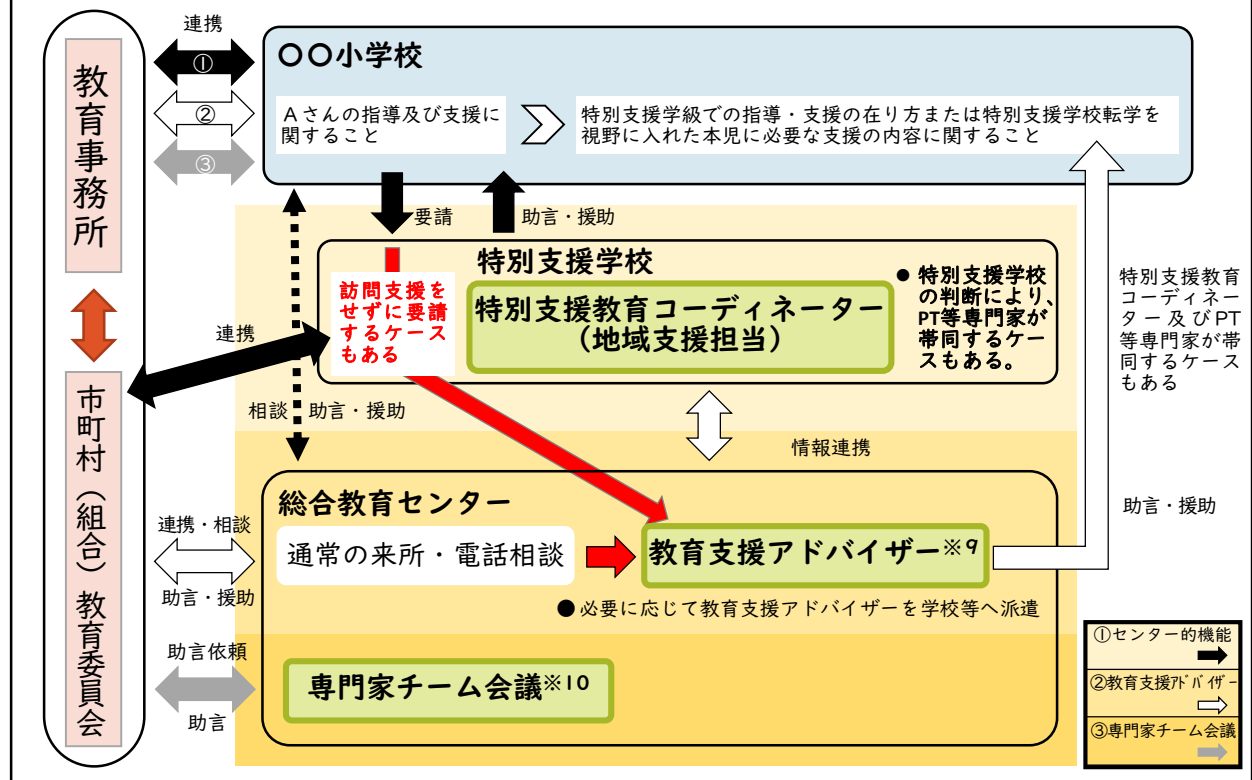 教育事務所
市町村（組合）教育委員会
連携
①
②
③
〇〇小学校
Aさんの指導及び支援に
関すること
特別支援学級での指導・支援の在り方または特別支援学校転学を
視野に入れた本児に必要な支援の内容に関すること
要請
助言・援助
特別支援学校
訪問支援を
せずに要請
するケース
もある
特別支援教育コーディネーター
（地域支援担当）
● 特別支援学校
の判断により、
PT等専門家が
帯同するケー
スもある。
特別支援教育
コーディネー
ター及びPT
等専門家が帯
同するケース
もある
連携
相談
助言・援助
情報連携
助言・援助
総合教育センター
通常の来所・電話相談
教育支援アドバイザー※9
●必要に応じて教育支援アドバイザーを学校等へ派遣
連携・相談
助言・援助
助言依頼
助言
専門家チーム会議※10
①センター的機能
②教育支援ｱﾄﾞﾊﾞｲｻﾞｰ
③専門家チーム会議